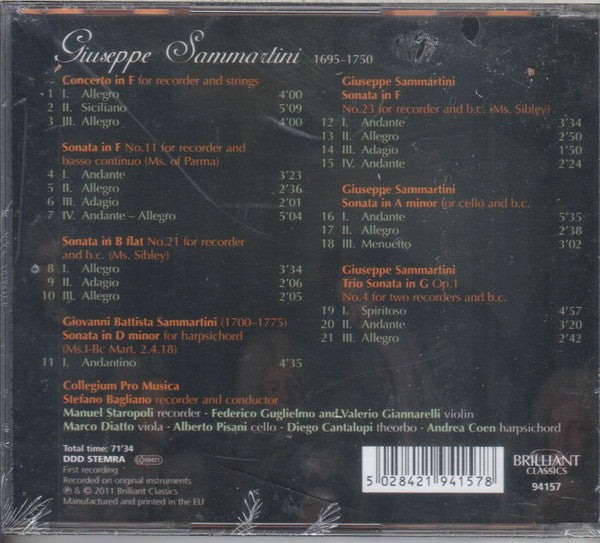 Giuseppe Sammartini 1695-1750
Concerto in F for recorder and strings
1 I. Allegro 4'00
2 II. Siciliano 5'09
3 III. Allegro 4'00
Sonata in F No.11 for recorder and
basso continuo (Ms. of Parma)
4 I. Andante 3'23
5 II. Allegro 2'36
6 III. Adagio 2'01
7 IV. Andante – Allegro 5'04
Sonata in B flat No.21 for recorder
and b.c. (Ms. Sibley)
8 I. Allegro 3'34
9 II. Adagio 2'06
10 III. Allegro 2'05
Giovanni Battista Sammartini (1700–1775)
Sonata in D minor for harpsichord
(Ms.I-Bc Mart. 2.4.18)
11 I. Andantino 4'35
Giuseppe Sammartini
Sonata in F
No.23 for recorder and b.c. (Ms. Sibley)
12 I. Andante 3'34
13 II. Allegro 2'50
14 III. Adagio 1'50
15 IV. Andante 2'24
Giuseppe Sammartini
Sonata in A minor for cello and b.c.
16 I. Andante 5'35
17 II. Allegro 2'38
18 III. Menuetto 3'02
Giuseppe Sammartini
Trio Sonata in G Op.1
No.4 for two recorders and b.c.
19 I. Spiritoso 4'57
20 II. Andante 3'20
21 III. Allegro 2'42
Collegium Pro Musica
Stefano Bagliano recorder and conductor
Manuel Staropoli recorder · Federico Guglielmo and Valerio Giannarelli violin
Marco Diatto viola · Alberto Pisani cello · Diego Cantalupi theorbo · Andrea Coen harpsichord
Total time: 71'34
DDD STEMRA LC09421
First recording
Recorded on original instruments
℗ & © 2011 Brilliant Classics
Manufactured and printed in the EU
5 028421 941578
BRILLIANT
CLASSICS
94157